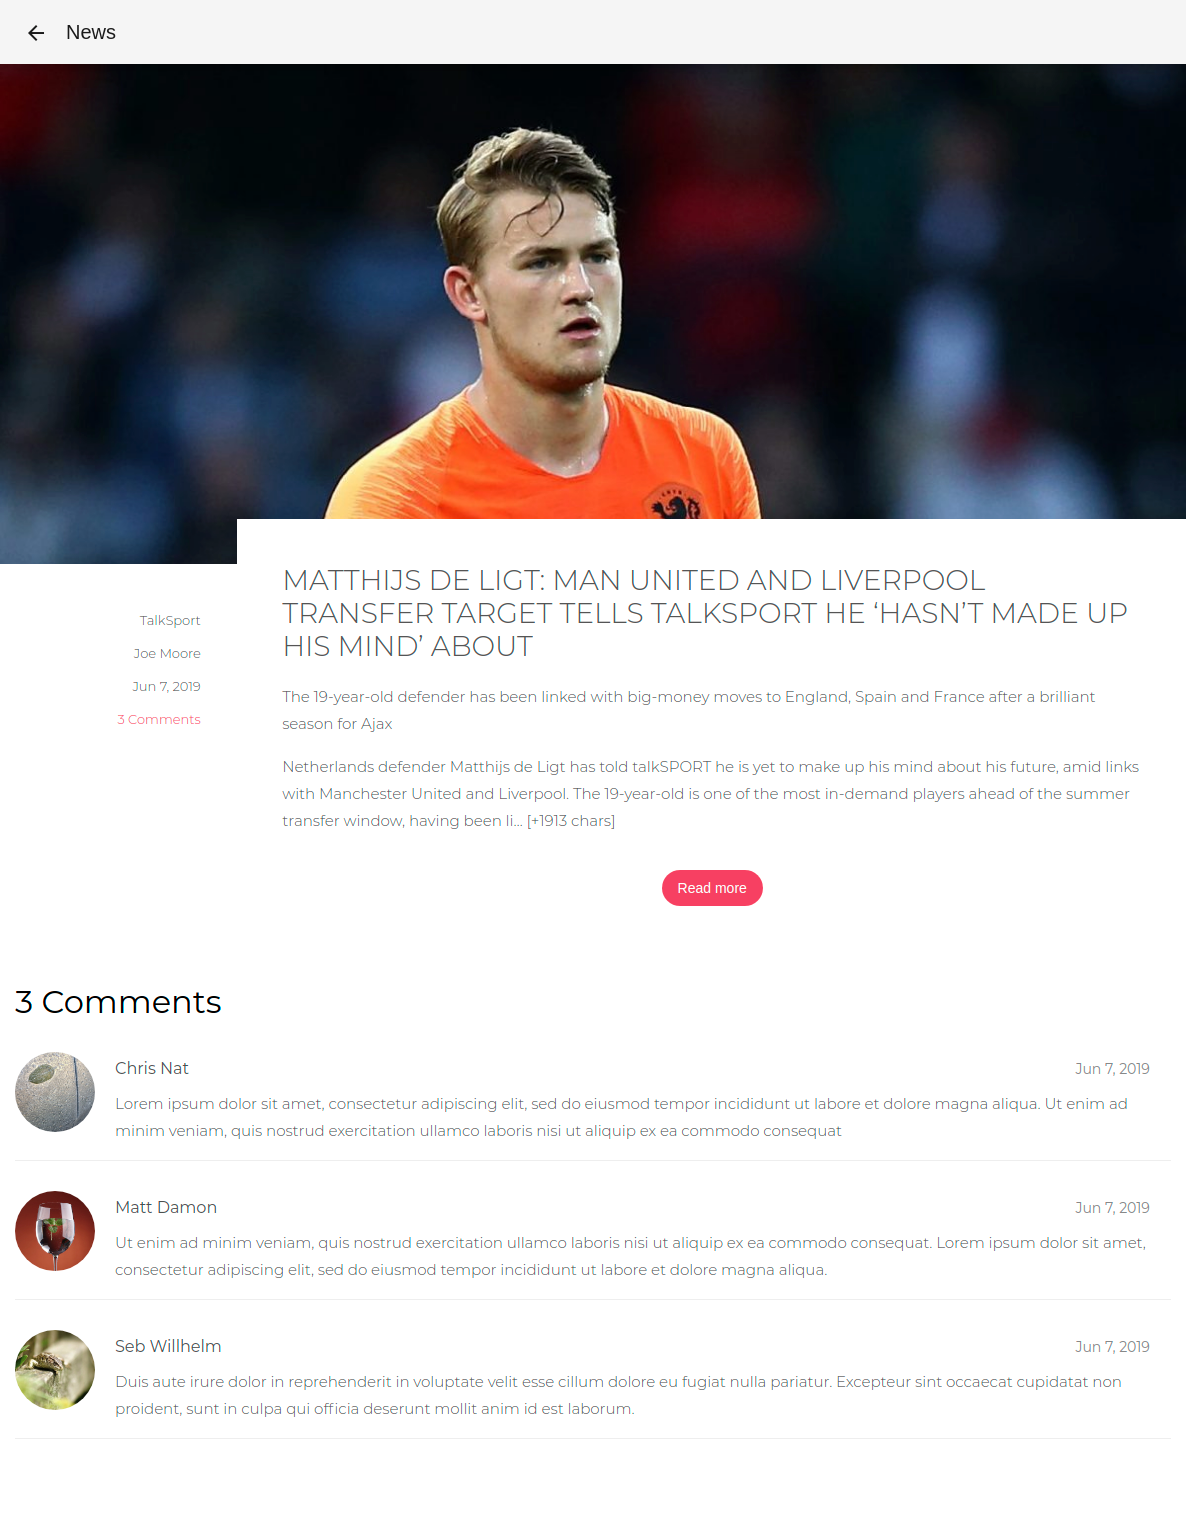 News
MATTHIJS DE LIGT: MAN UNITED AND LIVERPOOL
TRANSFER TARGET TELLS TALKSPORT HE ‘HASN’T MADE UP
HIS MIND’ ABOUT
TalkSport
Joe Moore
Jun 7, 2019
3 Comments
The 19-year-old defender has been linked with big-money moves to England, Spain and France after a brilliant
season for Ajax
Netherlands defender Matthijs de Ligt has told talkSPORT he is yet to make up his mind about his future, amid links
with Manchester United and Liverpool. The 19-year-old is one of the most in-demand players ahead of the summer
transfer window, having been li... [+1913 chars]
Read more
3 Comments
Chris Nat
Jun 7, 2019
Lorem ipsum dolor sit amet, consectetur adipiscing elit, sed do eiusmod tempor incididunt ut labore et dolore magna aliqua. Ut enim ad
minim veniam, quis nostrud exercitation ullamco laboris nisi ut aliquip ex ea commodo consequat
Matt Damon
Jun 7, 2019
Ut enim ad minim veniam, quis nostrud exercitation ullamco laboris nisi ut aliquip ex ea commodo consequat. Lorem ipsum dolor sit amet,
consectetur adipiscing elit, sed do eiusmod tempor incididunt ut labore et dolore magna aliqua.
Seb Willhelm
Jun 7, 2019
Duis aute irure dolor in reprehenderit in voluptate velit esse cillum dolore eu fugiat nulla pariatur. Excepteur sint occaecat cupidatat non
proident, sunt in culpa qui officia deserunt mollit anim id est laborum.